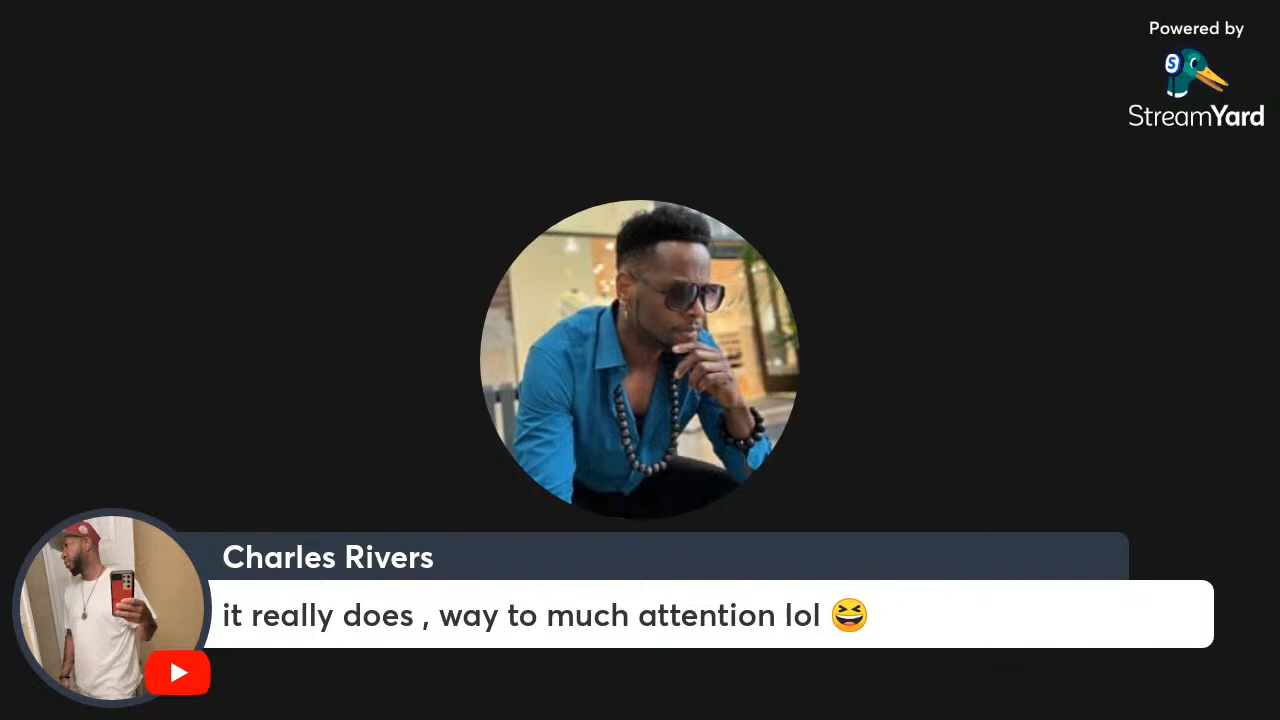 Powered by
S
StreamYard
Charles Rivers
it really does , way to much attention lol 😆